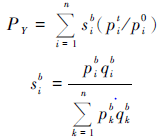 P_Y = \sum_{i=1}^{n} s_i^b (p_i^t / p_i^0)
s_i^b = \frac{p_i^b q_i^b}{\sum_{k=1}^{n} p_k^b q_k^b}